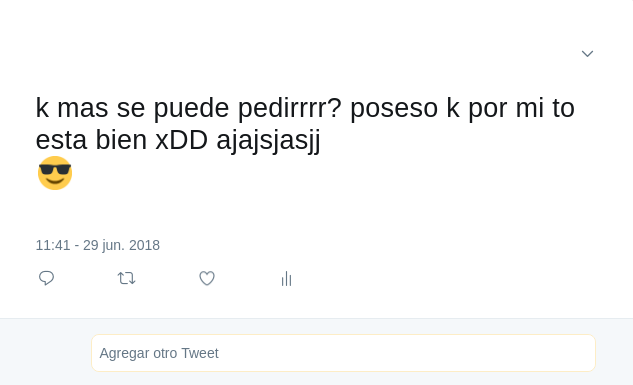 k mas se puede pedirrrr? poseso k por mi to
esta bien xDD ajajsjasjj
😎
11:41 - 29 jun. 2018
Agregar otro Tweet